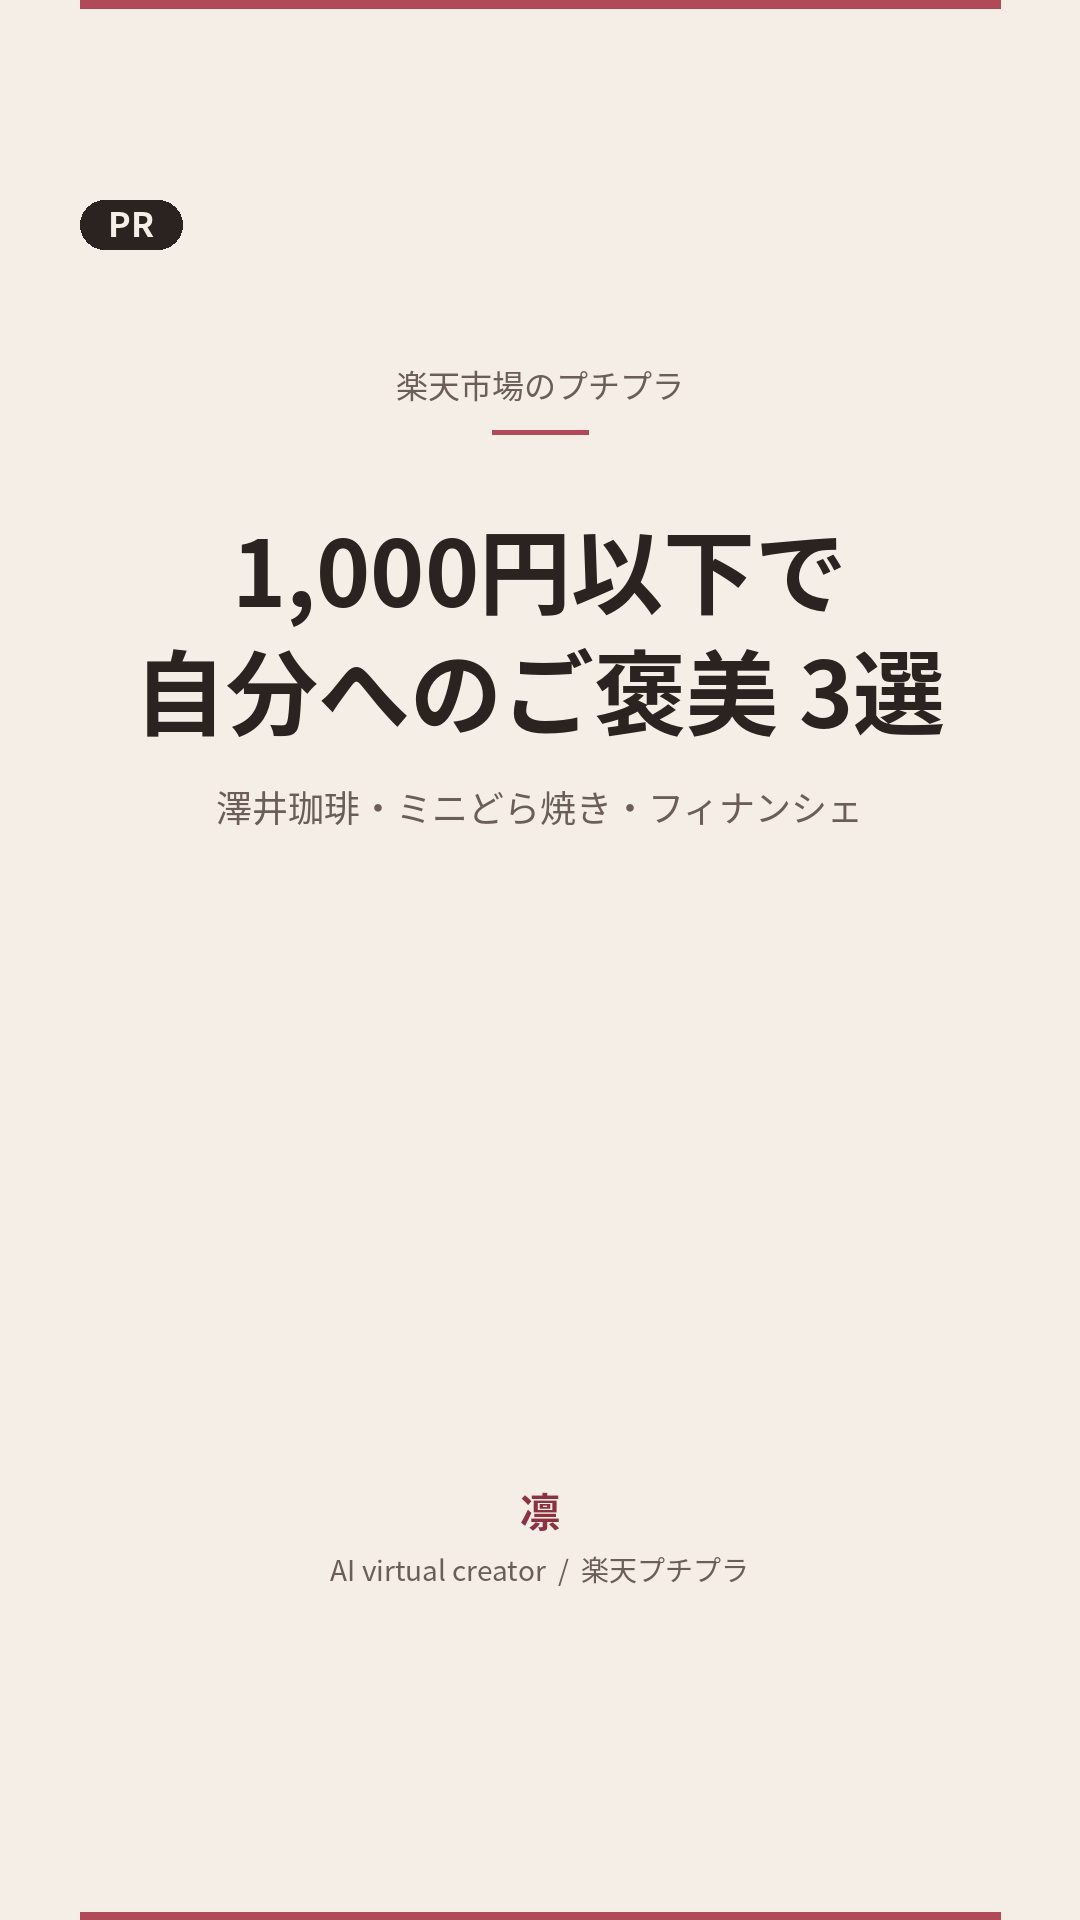 PR
楽天市場のプチプラ
1,000円以下で
自分へのご褒美 3選
澤井珈琲・ミニどら焼き・フィナンシェ
凛
AI virtual creator / 楽天プチプラ